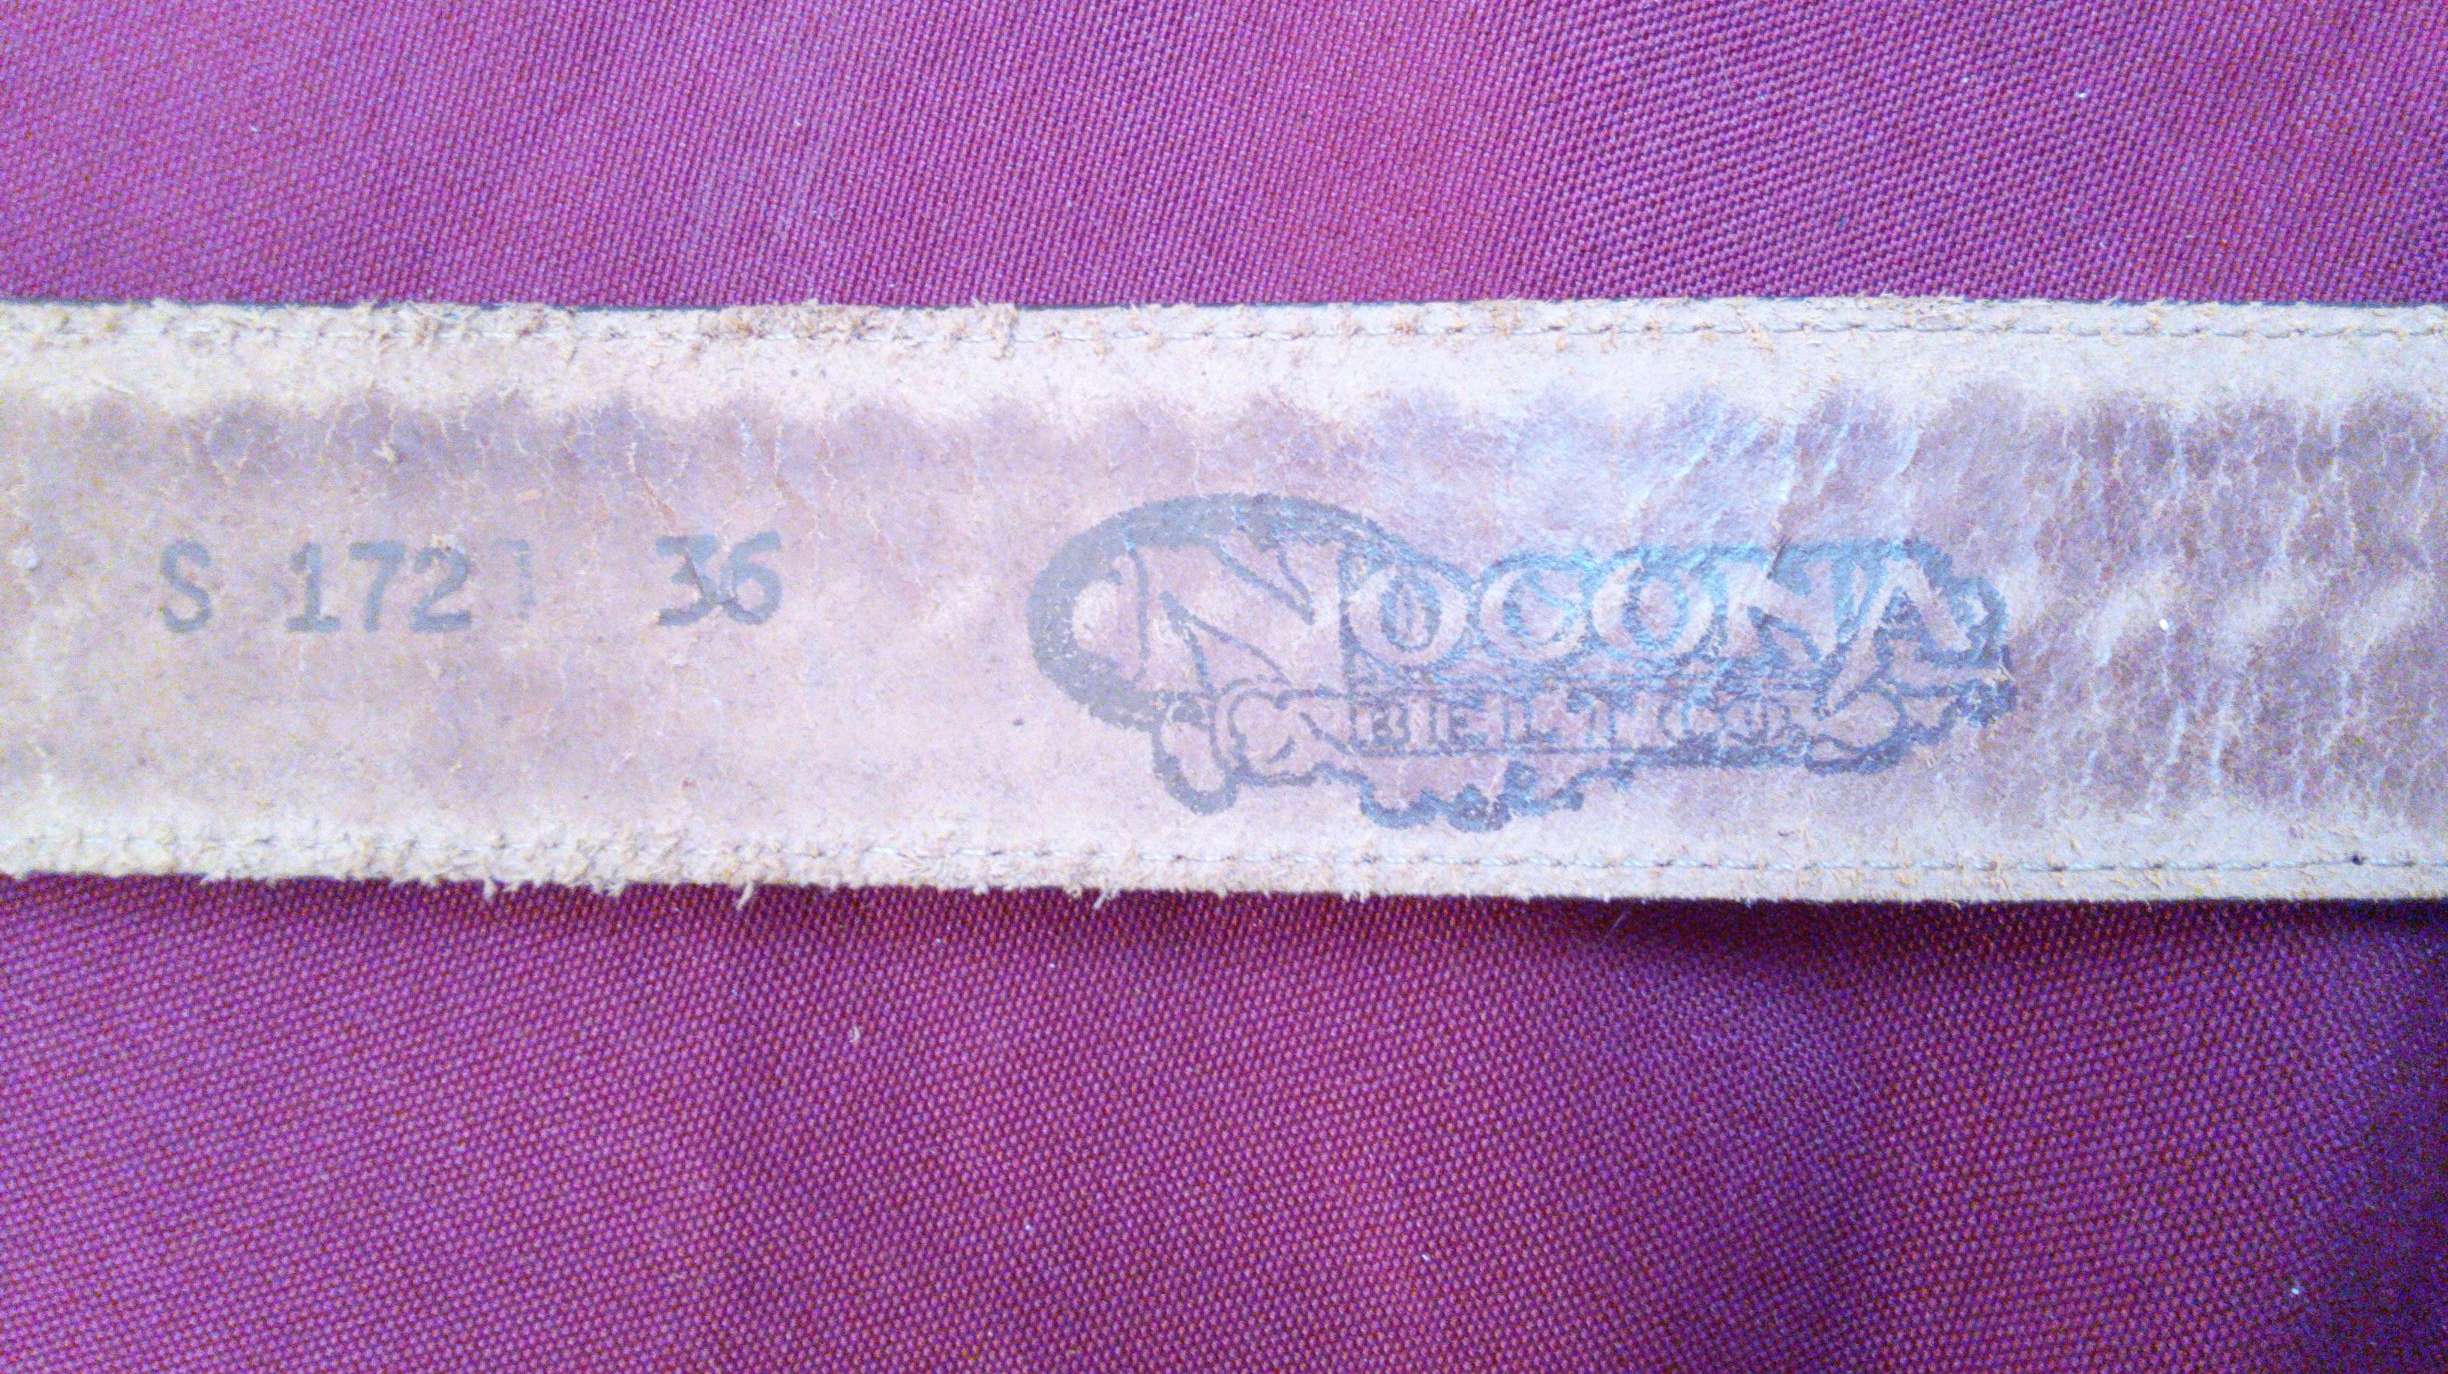 S 1721 36
NOCONA
BELT CO.